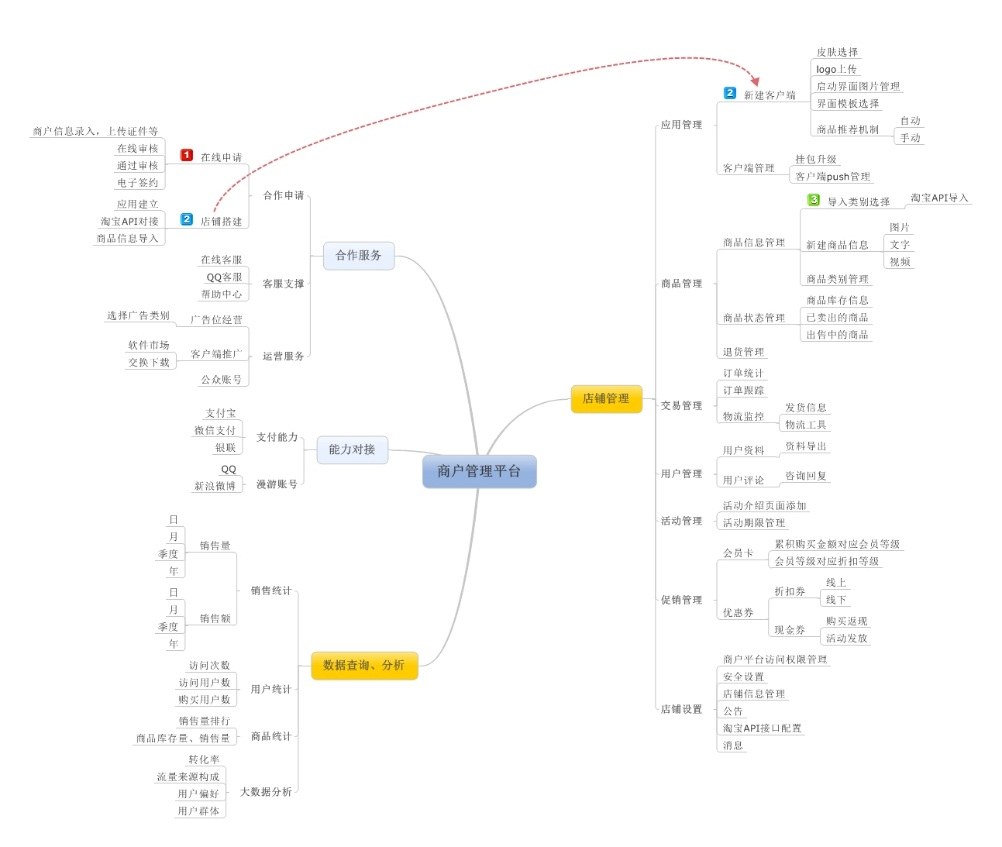 商户管理平台
合作服务
合作申请
1 在线申请
商户信息录入，上传证件等
在线审核
通过审核
电子签约
2 店铺搭建
应用建立
淘宝API对接
商品信息导入
客服支撑
在线客服
QQ客服
帮助中心
运营服务
广告位经营
选择广告类别
客户端推广
软件市场
交换下载
公众账号
能力对接
支付能力
支付宝
微信支付
银联
漫游账号
QQ
新浪微博
数据查询、分析
销售统计
销售量
日
月
季度
年
销售额
日
月
季度
年
用户统计
访问次数
访问用户数
购买用户数
商品统计
销售量排行
商品库存量、销售量
大数据分析
转化率
流量来源构成
用户偏好
用户群体
店铺管理
应用管理
2 新建客户端
皮肤选择
logo上传
启动界面图片管理
界面模板选择
商品推荐机制
自动
手动
客户端管理
挂包升级
客户端push管理
商品管理
商品信息管理
3 导入类别选择
淘宝API导入
新建商品信息
图片
文字
视频
商品类别管理
商品状态管理
商品库存信息
已卖出的商品
出售中的商品
退货管理
交易管理
订单统计
订单跟踪
物流监控
发货信息
物流工具
用户管理
用户资料
资料导出
用户评论
咨询回复
活动管理
活动介绍页面添加
活动期限管理
促销管理
会员卡
累积购买金额对应会员等级
会员等级对应折扣等级
优惠券
折扣券
线上
线下
现金券
购买返现
活动发放
店铺设置
商户平台访问权限管理
安全设置
店铺信息管理
公告
淘宝API接口配置
消息